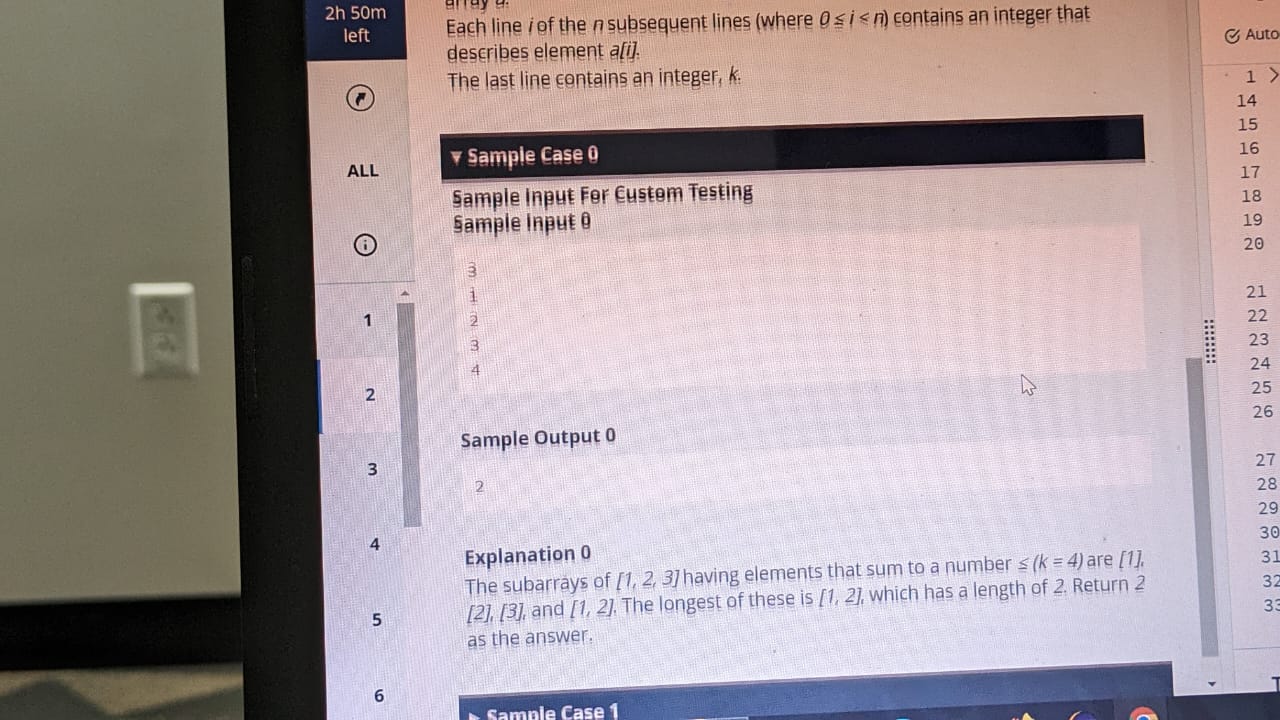 2h 50m
left
array a.
Each line i of the n subsequent lines (where 0 ≤ i < n) contains an integer that
describes element a[i].
The last line contains an integer, k.
Auto
ALL
▼ Sample Case 0
Sample Input For Custom Testing
Sample Input 0
3
1
2
3
4
Sample Output 0
2
Explanation 0
The subarrays of [1, 2, 3] having elements that sum to a number ≤ (k = 4) are [1],
[2], [3], and [1, 2]. The longest of these is [1, 2], which has a length of 2. Return 2
as the answer.
Sample Case 1
1
2
3
4
5
6
1 >
14
15
16
17
18
19
20
21
22
23
24
25
26
27
28
29
30
31
32
33